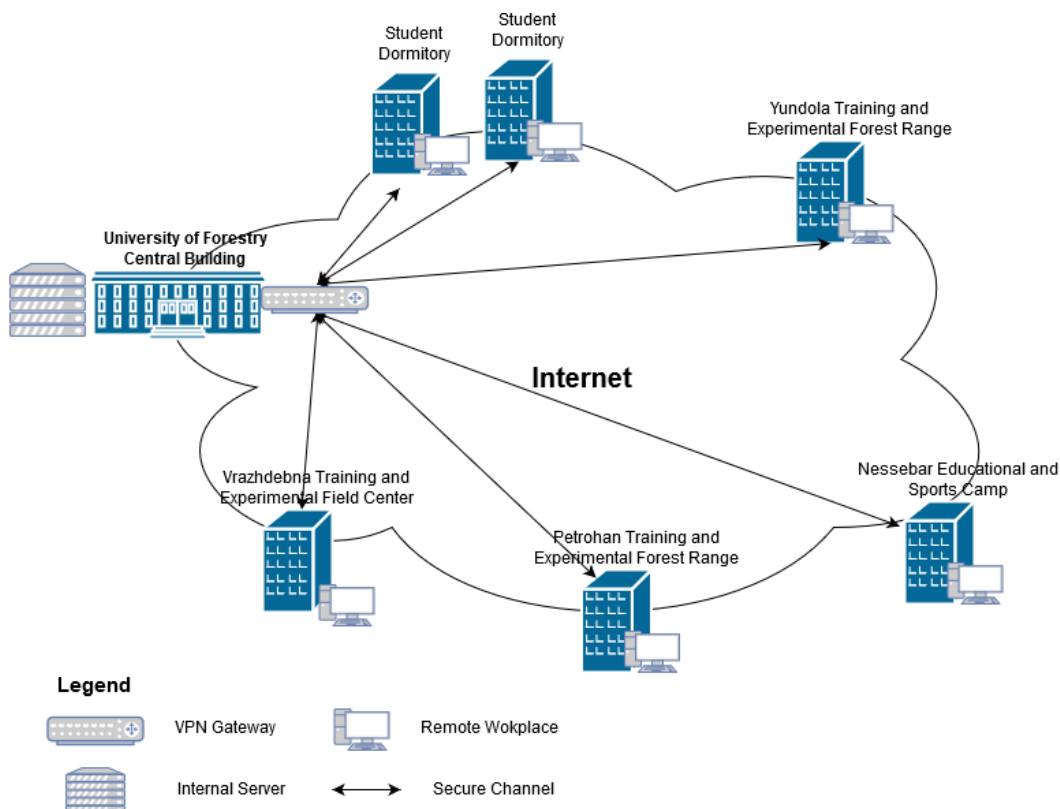 Student
Dormitory
Student
Dormitory
Yundola Training and
Experimental Forest Range
University of Forestry
Central Building
Internet
Vrazhdebna Training and
Experimental Field Center
Petrohan Training and
Experimental Forest Range
Nessebar Educational and
Sports Camp
Legend
VPN Gateway
Remote Wokplace
Internal Server
Secure Channel